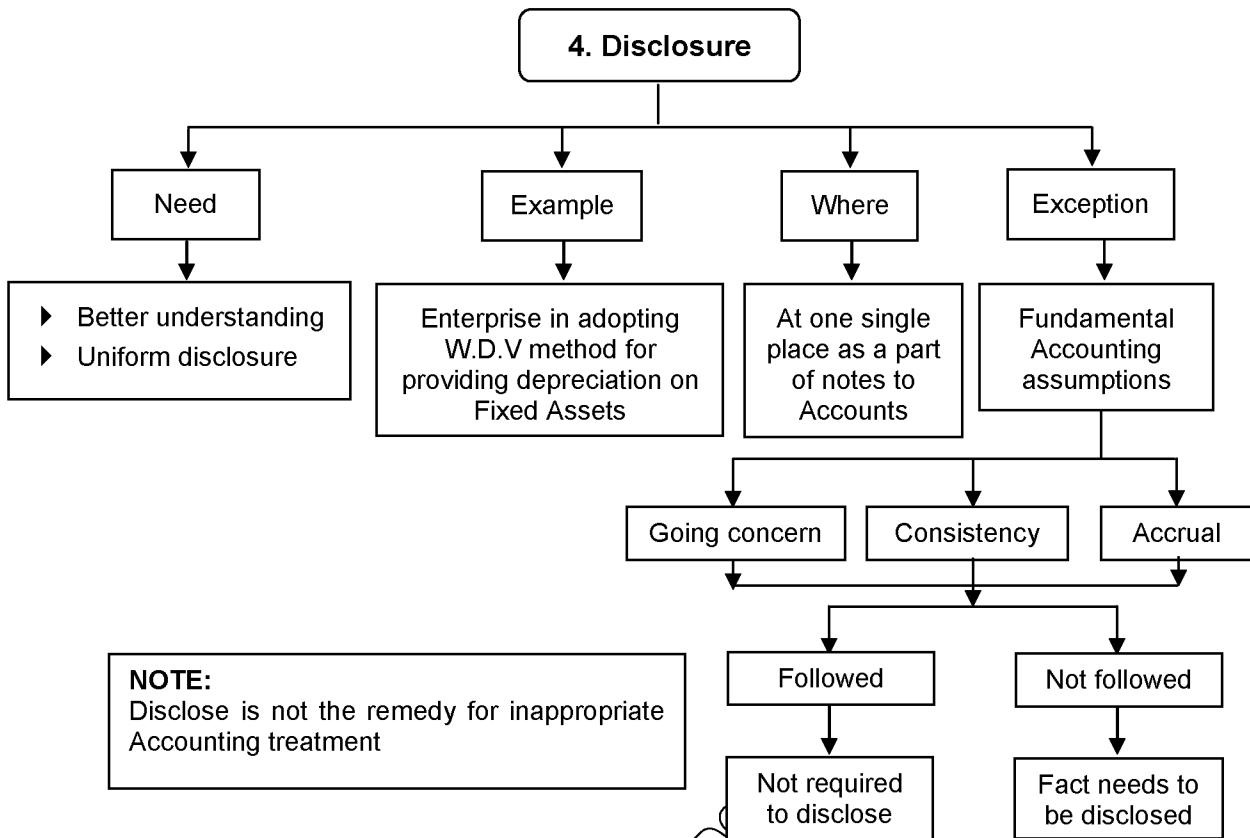 4. Disclosure
Need
Example
Where
Exception
Better understanding
Uniform disclosure
Enterprise in adopting
W.D.V method for
providing depreciation on
Fixed Assets
At one single
place as a part
of notes to
Accounts
Fundamental
Accounting
assumptions
Going concern
Consistency
Accrual
NOTE:
Disclose is not the remedy for inappropriate
Accounting treatment
Followed
Not followed
Not required
to disclose
Fact needs to
be disclosed